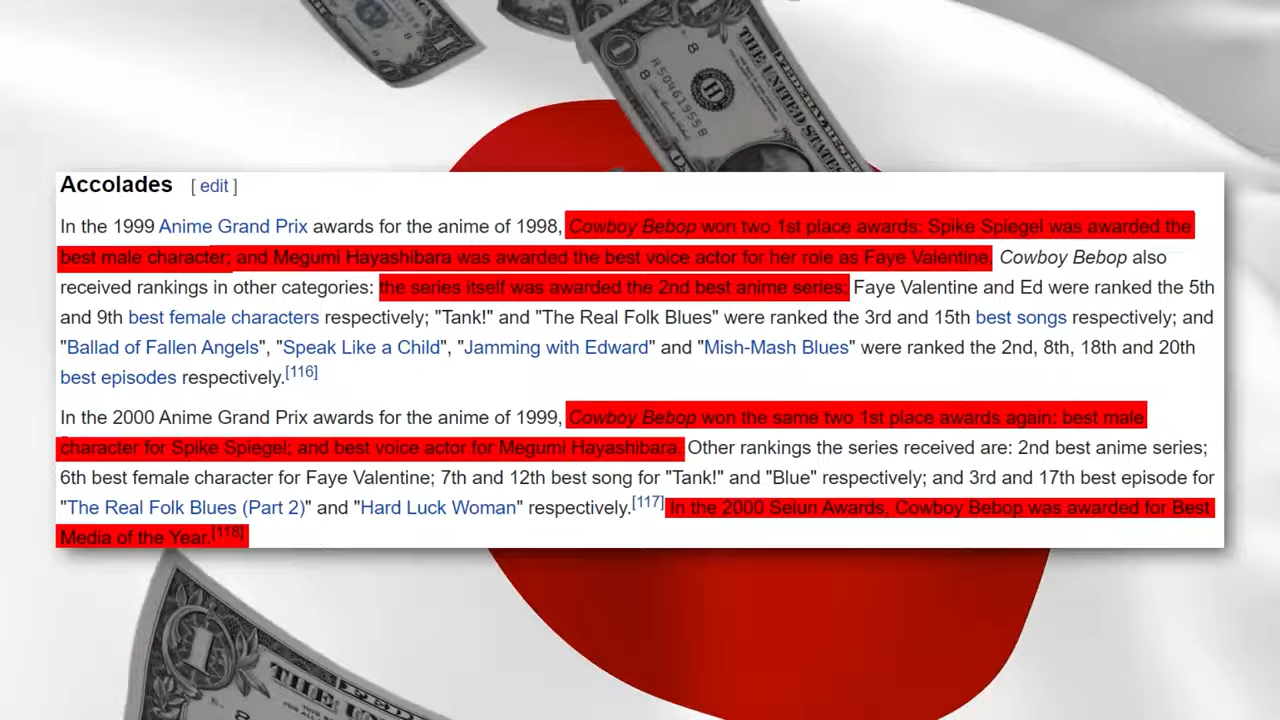 THE UNITED STATES
FEDERAL RESERVE
H
8
8
1
Accolades [ edit ]
In the 1999 Anime Grand Prix awards for the anime of 1998, Cowboy Bebop won two 1st place awards: Spike Spiegel was awarded the
best male character; and Megumi Hayashibara was awarded the best voice actor for her role as Faye Valentine. Cowboy Bebop also
received rankings in other categories: the series itself was awarded the 2nd best anime series; Faye Valentine and Ed were ranked the 5th
and 9th best female characters respectively; "Tank!" and "The Real Folk Blues" were ranked the 3rd and 15th best songs respectively; and
"Ballad of Fallen Angels", "Speak Like a Child", "Jamming with Edward" and "Mish-Mash Blues" were ranked the 2nd, 8th, 18th and 20th
best episodes respectively.[116]
In the 2000 Anime Grand Prix awards for the anime of 1999, Cowboy Bebop won the same two 1st place awards again: best male
character for Spike Spiegel; and best voice actor for Megumi Hayashibara. Other rankings the series received are: 2nd best anime series;
6th best female character for Faye Valentine; 7th and 12th best song for "Tank!" and "Blue" respectively; and 3rd and 17th best episode for
"The Real Folk Blues (Part 2)" and "Hard Luck Woman" respectively.[117] In the 2000 Seiun Awards, Cowboy Bebop was awarded for Best
Media of the Year.[118]
1
8